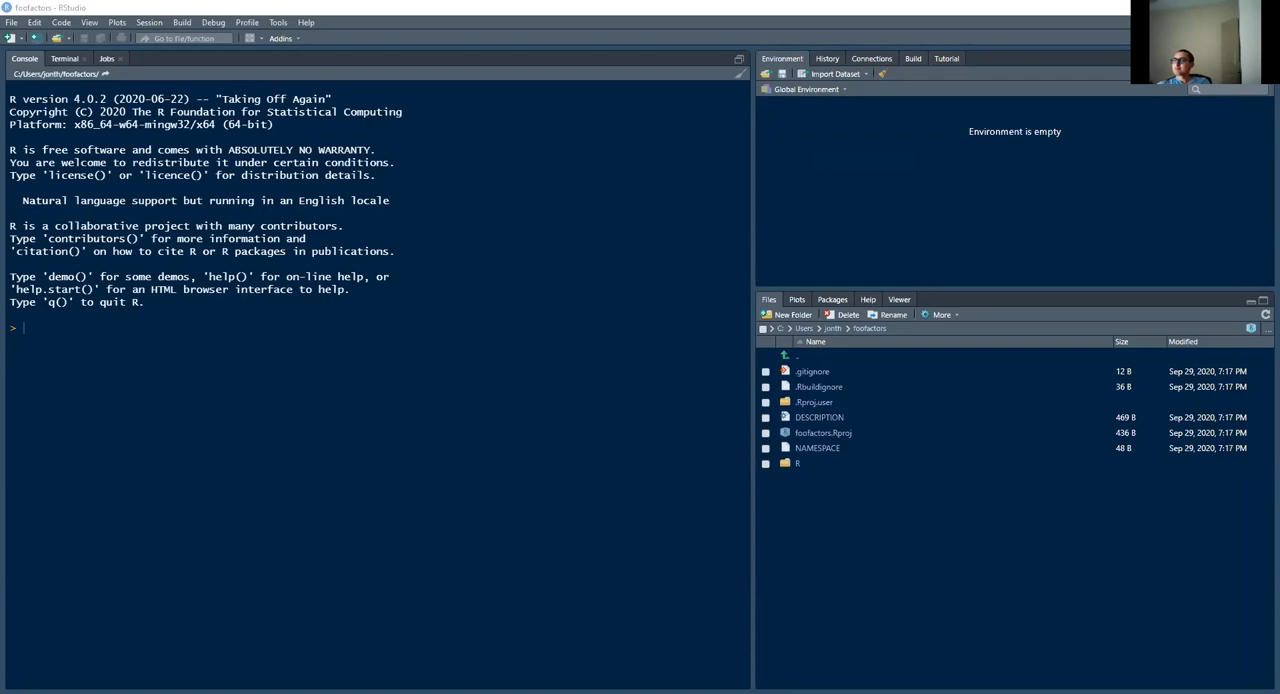 foofactors - RStudio
File Edit Code View Plots Session Build Debug Profile Tools Help
Go to file/function Addins
Console Terminal Jobs
C:/Users/jonth/foofactors/
R version 4.0.2 (2020-06-22) -- "Taking Off Again"
Copyright (C) 2020 The R Foundation for Statistical Computing
Platform: x86_64-w64-mingw32/x64 (64-bit)
R is free software and comes with ABSOLUTELY NO WARRANTY.
You are welcome to redistribute it under certain conditions.
Type 'license()' or 'licence()' for distribution details.
Natural language support but running in an English locale
R is a collaborative project with many contributors.
Type 'contributors()' for more information and
'citation()' on how to cite R or R packages in publications.
Type 'demo()' for some demos, 'help()' for on-line help, or
'help.start()' for an HTML browser interface to help.
Type 'q()' to quit R.
>
Environment History Connections Build Tutorial
Import Dataset
Global Environment
Environment is empty
Files Plots Packages Help Viewer
New Folder Delete Rename More
C: Users jonth foofactors
Name Size Modified
..
.gitignore 12 B Sep 29, 2020, 7:17 PM
.Rbuildignore 36 B Sep 29, 2020, 7:17 PM
.Rproj.user
DESCRIPTION 469 B Sep 29, 2020, 7:17 PM
foofactors.Rproj 436 B Sep 29, 2020, 7:17 PM
NAMESPACE 48 B Sep 29, 2020, 7:17 PM
R